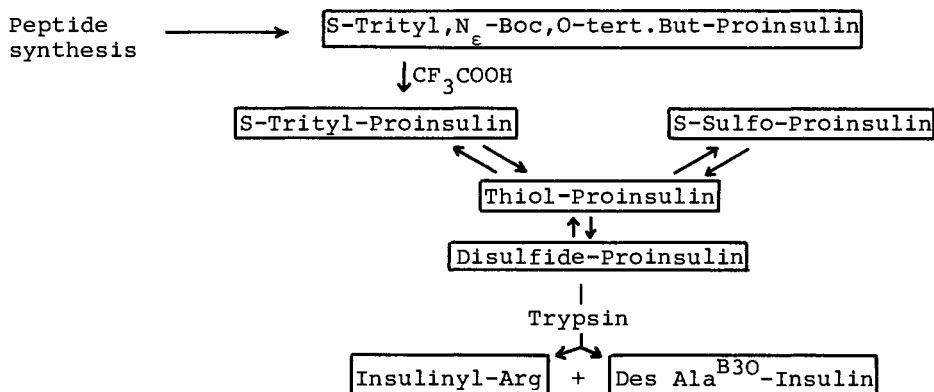 Peptide synthesis
S-Trityl,Nε-Boc,O-tert.But-Proinsulin
CF3COOH
S-Trityl-Proinsulin
S-Sulfo-Proinsulin
Thiol-Proinsulin
Disulfide-Proinsulin
Trypsin
Insulinyl-Arg + Des AlaB30-Insulin